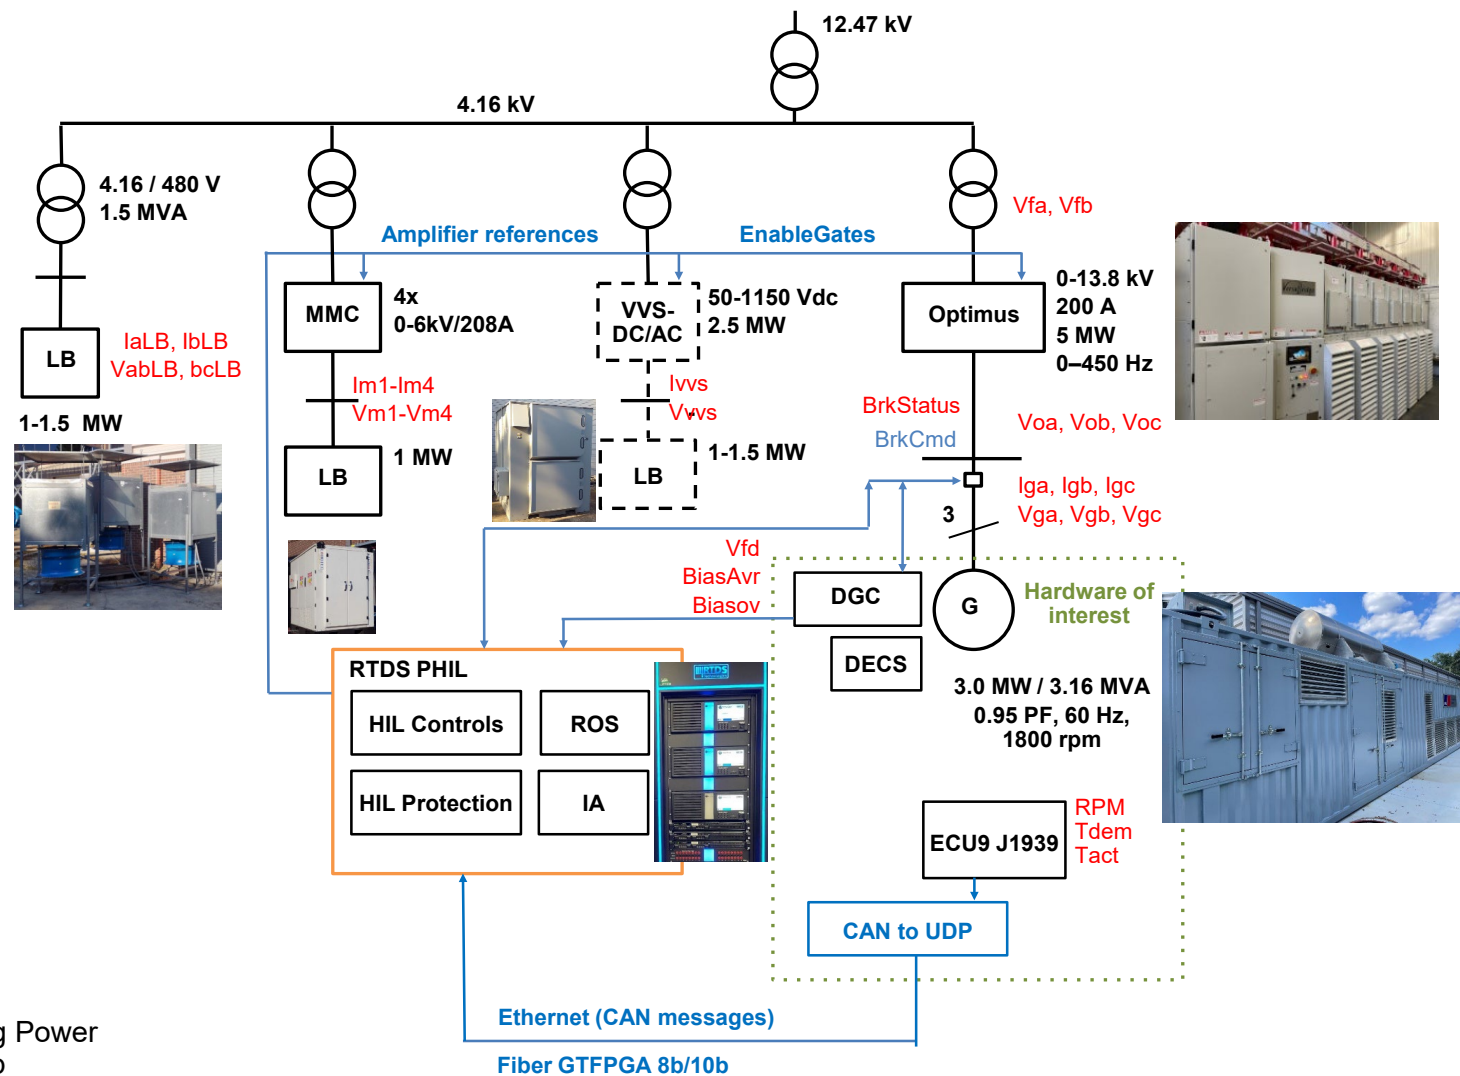 12.47 kV
4.16 kV
4.16 / 480 V
1.5 MVA
Vfa, Vfb
Amplifier references
EnableGates
MMC
4x
0-6kV/208A
VVS-
DC/AC
50-1150 Vdc
2.5 MW
Optimus
0-13.8 kV
200 A
5 MW
0–450 Hz
LB
IaLB, IbLB
VabLB, bcLB
1-1.5 MW
Im1-Im4
Vm1-Vm4
LB
1 MW
Ivvs
Vvvs
LB
1-1.5 MW
BrkStatus
BrkCmd
Voa, Vob, Voc
Iga, Igb, Igc
Vga, Vgb, Vgc
3
Vfd
BiasAvr
Biasov
DGC
G
Hardware of
interest
DECS
3.0 MW / 3.16 MVA
0.95 PF, 60 Hz,
1800 rpm
RTDS PHIL
HIL Controls
ROS
HIL Protection
IA
RTDS
ECU9 J1939
RPM
Tdem
Tact
CAN to UDP
Ethernet (CAN messages)
Fiber GTFPGA 8b/10b
g Power